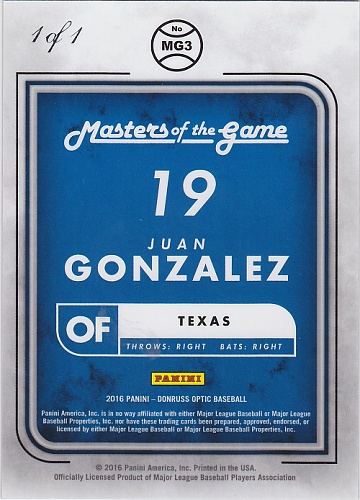 1 of 1
No
MG3
Masters of the Game
19
JUAN
GONZALEZ
OF
TEXAS
THROWS: RIGHT BATS: RIGHT
PANINI
2016 PANINI – DONRUSS OPTIC BASEBALL
Panini America, Inc. is in no way affiliated with either Major League Baseball or Major League
Baseball Properties, Inc. nor have these trading cards been prepared, approved, endorsed, or
licensed by either Major League Baseball or Major League Baseball Properties, Inc.
© 2016 Panini America, Inc. Printed in the USA.
Officially Licensed Product of Major League Baseball Players Association